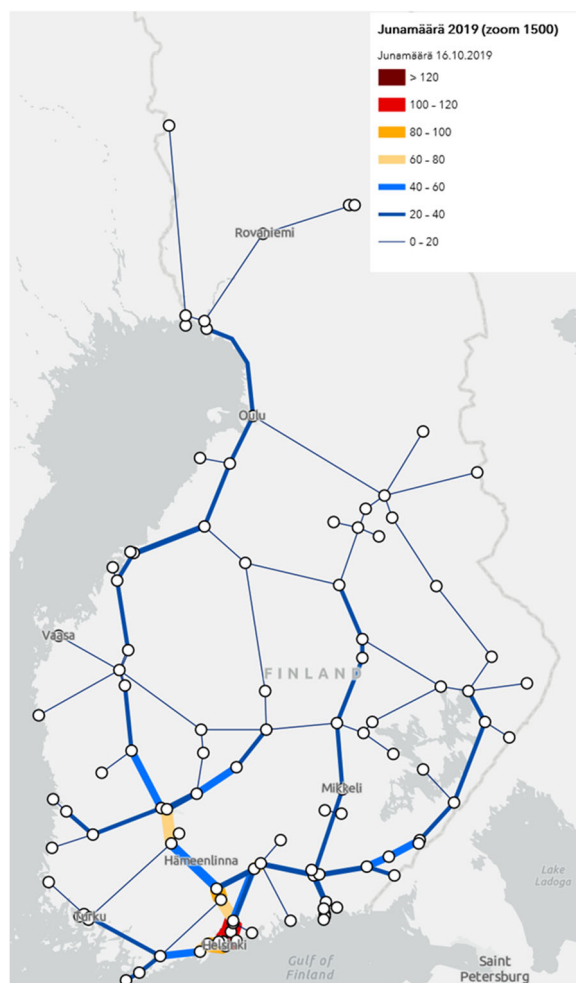 Junamäärä 2019 (zoom 1500)
Junamäärä 16.10.2019
> 120
100 - 120
80 - 100
60 - 80
40 - 60
20 - 40
0 - 20
Rovaniemi
Oulu
Vaasa
FINLAND
Mikkeli
Hämeenlinna
Turku
Helsinki
Lake
Ladoga
Gulf of
Finland
Saint
Petersburg